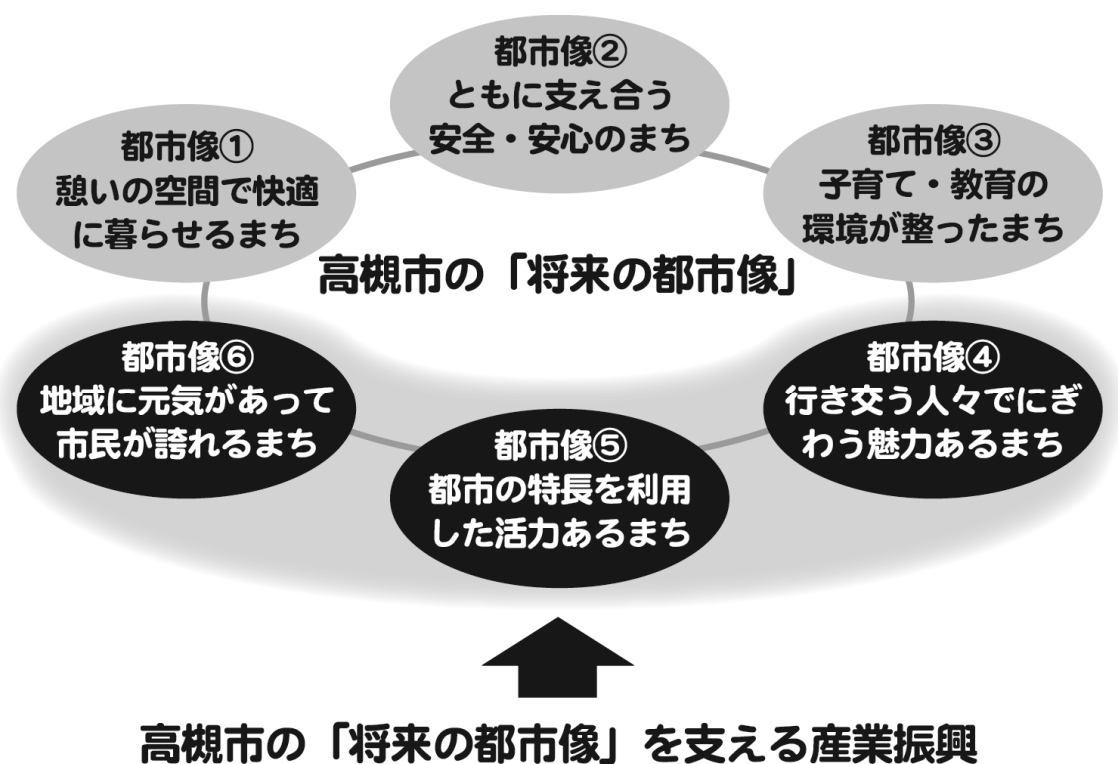 都市像②
ともに支え合う
安全・安心のまち
都市像①
憩いの空間で快適
に暮らせるまち
都市像③
子育て・教育の
環境が整ったまち
高槻市の「将来の都市像」
都市像⑥
地域に元気があって
市民が誇れるまち
都市像④
行き交う人々でにぎ
わう魅力あるまち
都市像⑤
都市の特長を利用
した活力あるまち
高槻市の「将来の都市像」を支える産業振興